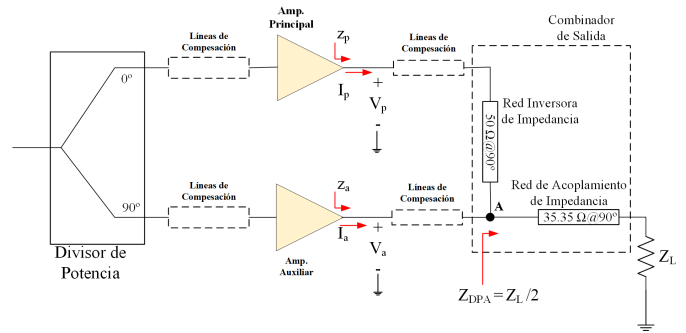 Amp.
Principal
Combinador
de Salida
Líneas de
Compesación
Zp
Líneas de
Compesación
0º
Ip
+
Vp
-
50 Ω@90º
Red Inversora
de Impedancia
Líneas de
Compesación
Za
Líneas de
Compesación
Red de Acoplamiento
de Impedancia
90º
A
35.35 Ω@90º
Ia
+
Va
-
Divisor de
Potencia
Amp.
Auxiliar
ZL
ZDPA = ZL /2